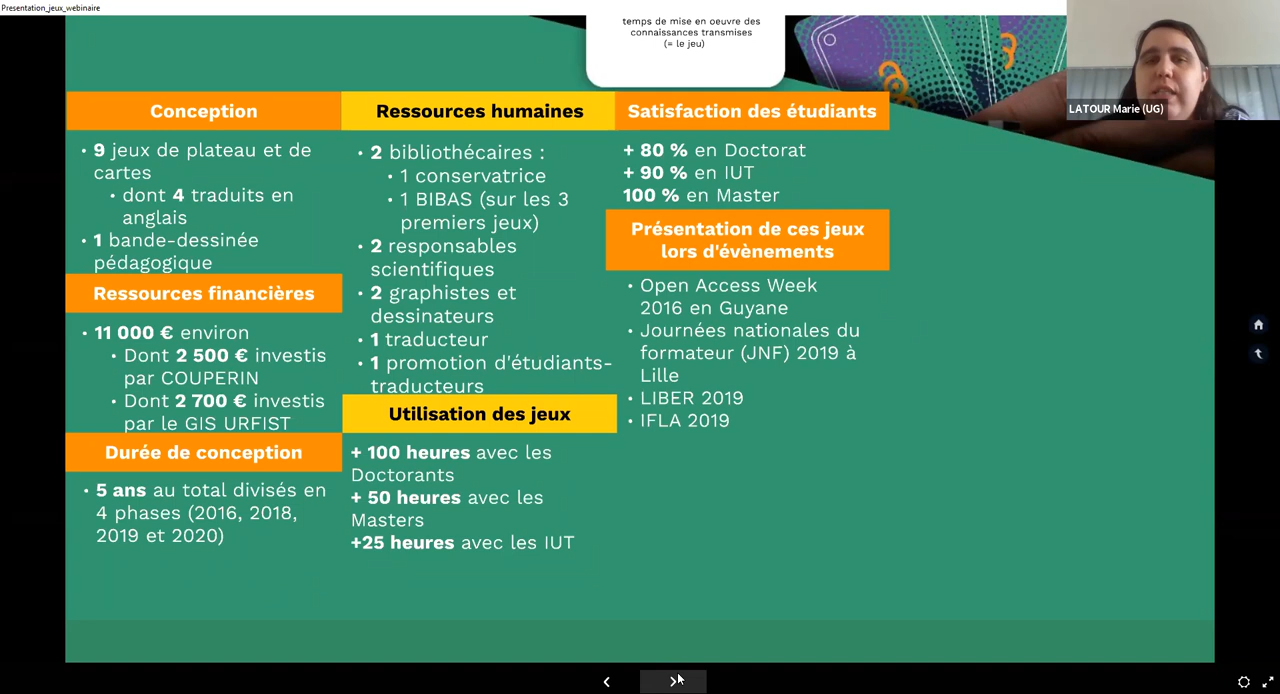 Presentation_jeux_webinaire
temps de mise en oeuvre des
connaissances transmises
(= le jeu)
LATOUR Marie (UG)
Conception
• 9 jeux de plateau et de
cartes
• dont 4 traduits en
anglais
• 1 bande-dessinée
pédagogique
Ressources financières
• 11 000 € environ
• Dont 2 500 € investis
par COUPERIN
• Dont 2 700 € investis
par le GIS URFIST
Durée de conception
• 5 ans au total divisés en
4 phases (2016, 2018,
2019 et 2020)
Ressources humaines
• 2 bibliothécaires :
• 1 conservatrice
• 1 BIBAS (sur les 3
premiers jeux)
• 2 responsables
scientifiques
• 2 graphistes et
dessinateurs
• 1 traducteur
• 1 promotion d'étudiants-
traducteurs
Utilisation des jeux
+ 100 heures avec les
Doctorants
+ 50 heures avec les
Masters
+25 heures avec les IUT
Satisfaction des étudiants
+ 80 % en Doctorat
+ 90 % en IUT
100 % en Master
Présentation de ces jeux
lors d'évènements
• Open Access Week
2016 en Guyane
• Journées nationales du
formateur (JNF) 2019 à
Lille
• LIBER 2019
• IFLA 2019